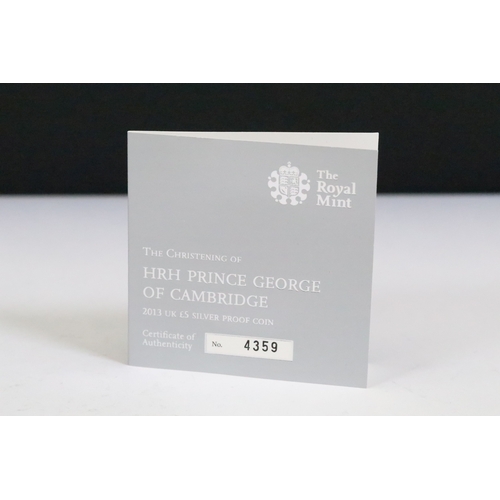 The
Royal
Mint
The Christening of
HRH PRINCE GEORGE
OF CAMBRIDGE
2013 UK £5 SILVER PROOF COIN
Certificate of
Authenticity
No. 4359